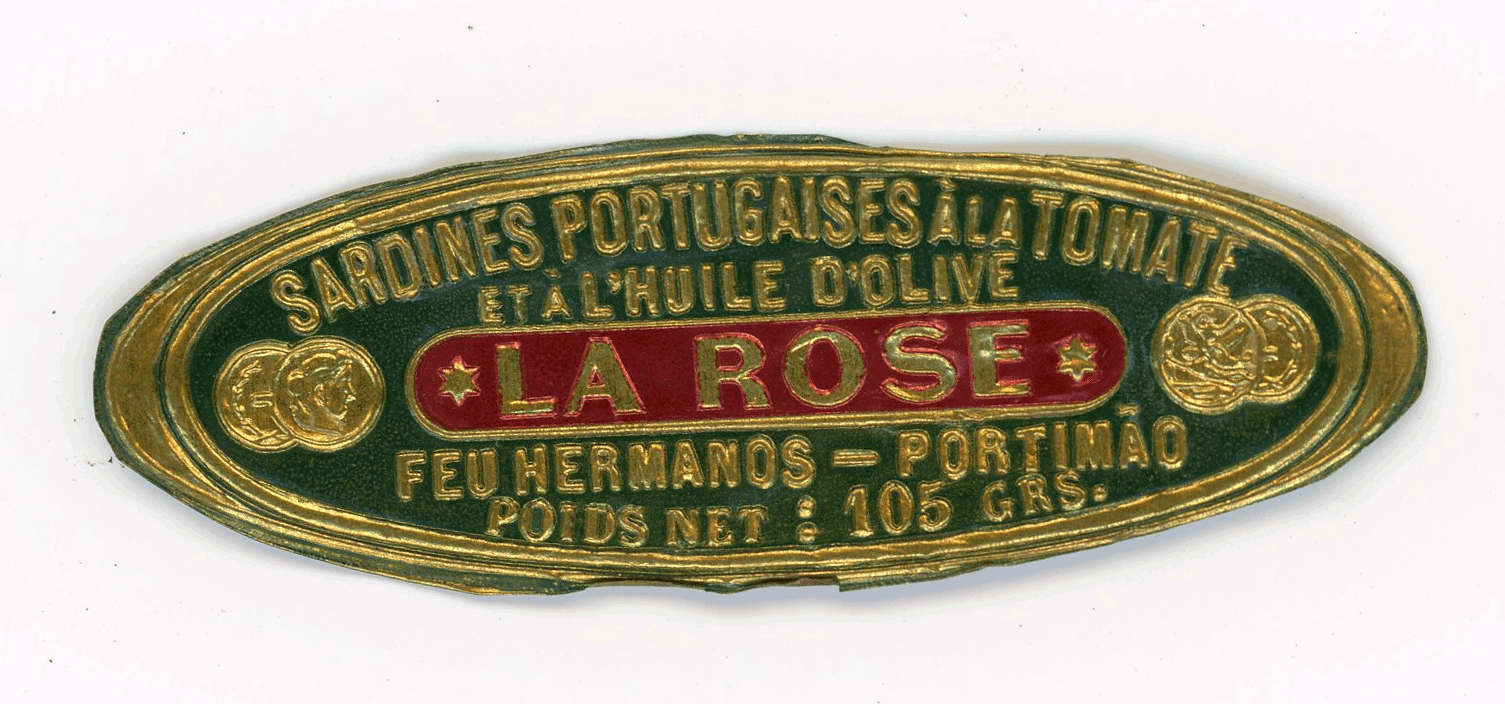 SARDINES PORTUGAISES À LA TOMATE
ET À L'HUILE D'OLIVE
LA ROSE
FEU HERMANOS = PORTIMÃO
POIDS NET : 105 GRS.